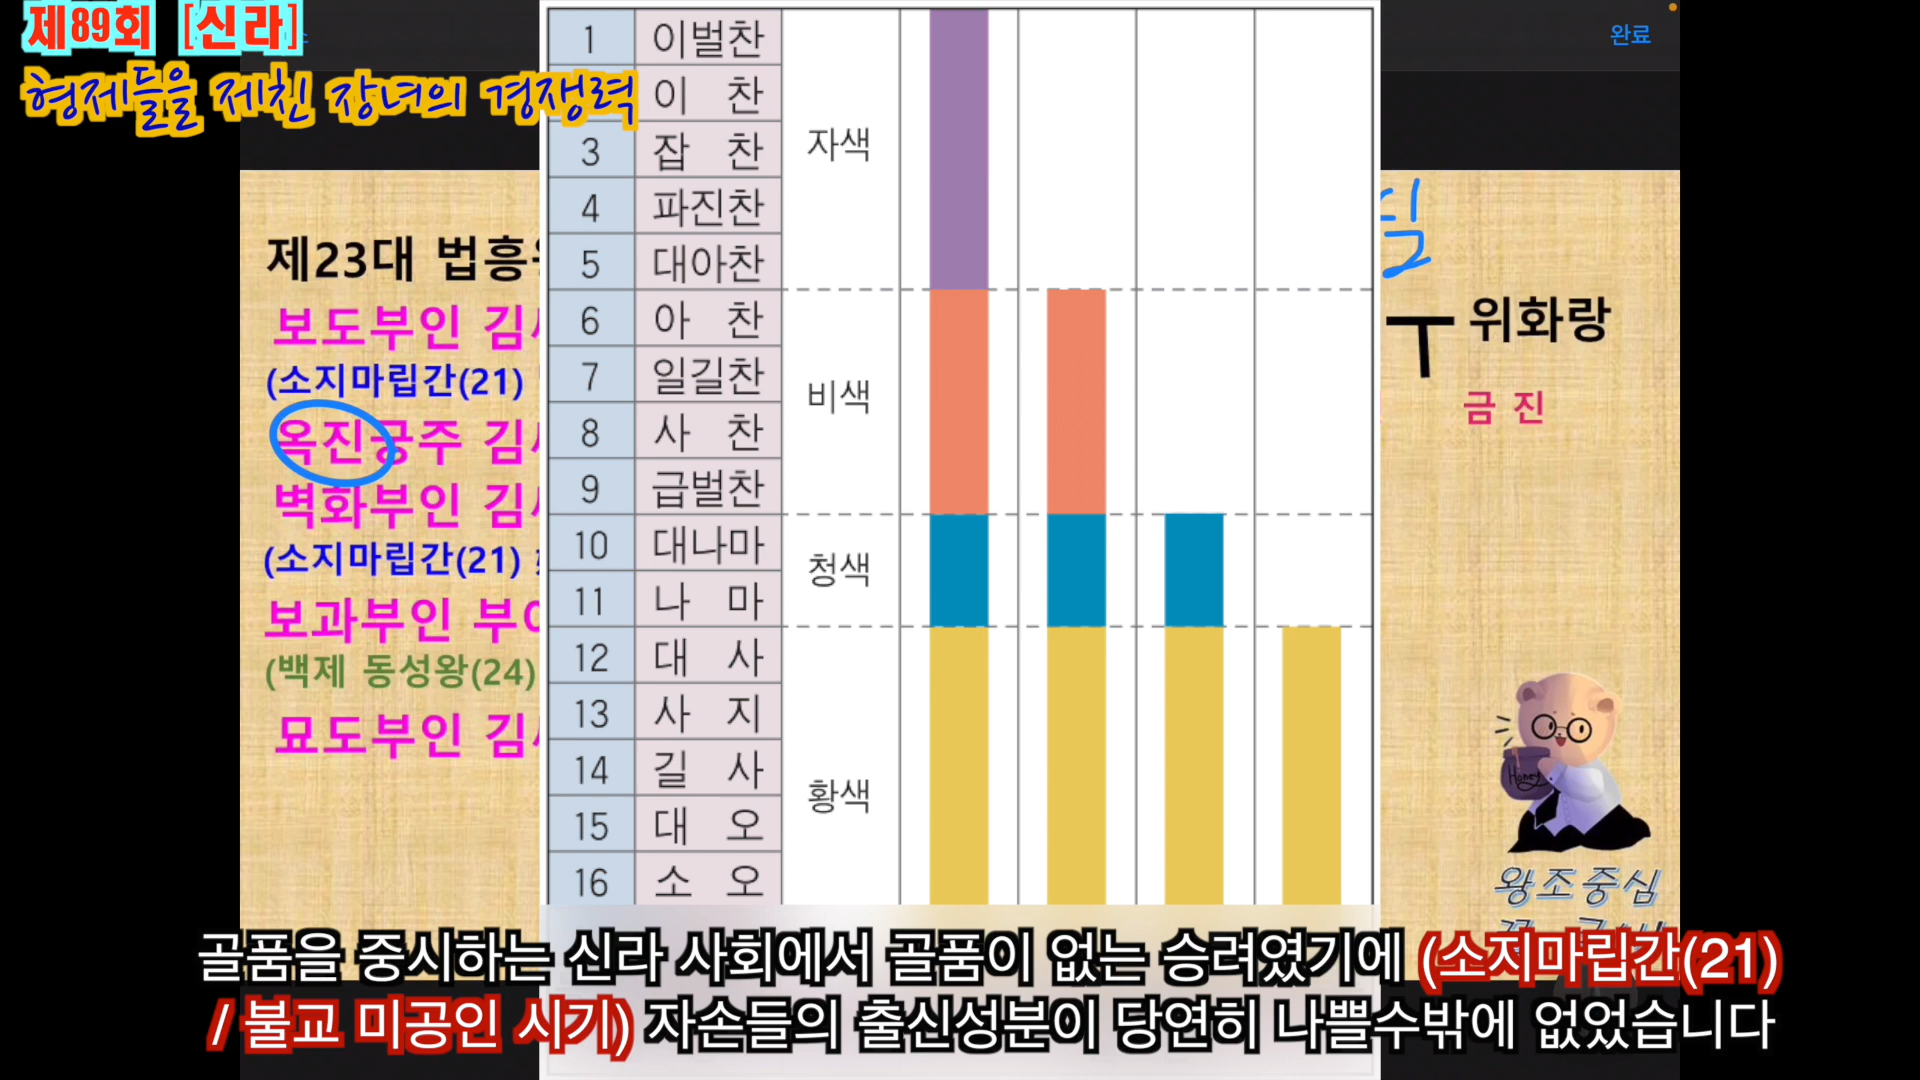 제89회 [신라]
형제들을 제친 장녀의 경쟁력
완료
1 이벌찬
이 찬
3 잡 찬
4 파진찬
5 대아찬
6 아 찬
7 일길찬
8 사 찬
9 급벌찬
10 대나마
11 나 마
12 대 사
13 사 지
14 길 사
15 대 오
16 소 오
자색
비색
청색
황색
제23대 법흥
보도부인 김
(소지마립간(21)
옥진궁주 김
벽화부인 김
(소지마립간(21)
보과부인 부
(백제 동성왕(24)
묘도부인 김
위화랑
금 진
Honey
왕조중심
골품을 중시하는 신라 사회에서 골품이 없는 승려였기에 (소지마립간(21)
/ 불교 미공인 시기) 자손들의 출신성분이 당연히 나쁠수밖에 없었습니다